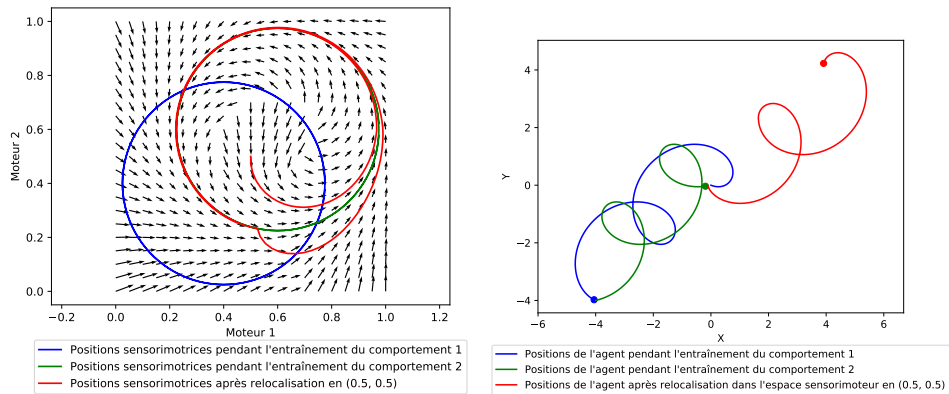 1.0
0.8
0.6
0.4
0.2
0.0
Moteur 2
−0.2
0.0
0.2
0.4
0.6
0.8
1.0
1.2
Moteur 1
Positions sensorimotrices pendant l'entraînement du comportement 1
Positions sensorimotrices pendant l'entraînement du comportement 2
Positions sensorimotrices après relocalisation en (0.5, 0.5)
4
2
0
−2
−4
Y
−6
−4
−2
0
2
4
6
X
Positions de l'agent pendant l'entraînement du comportement 1
Positions de l'agent pendant l'entraînement du comportement 2
Positions de l'agent après relocalisation dans l'espace sensorimoteur en (0.5, 0.5)